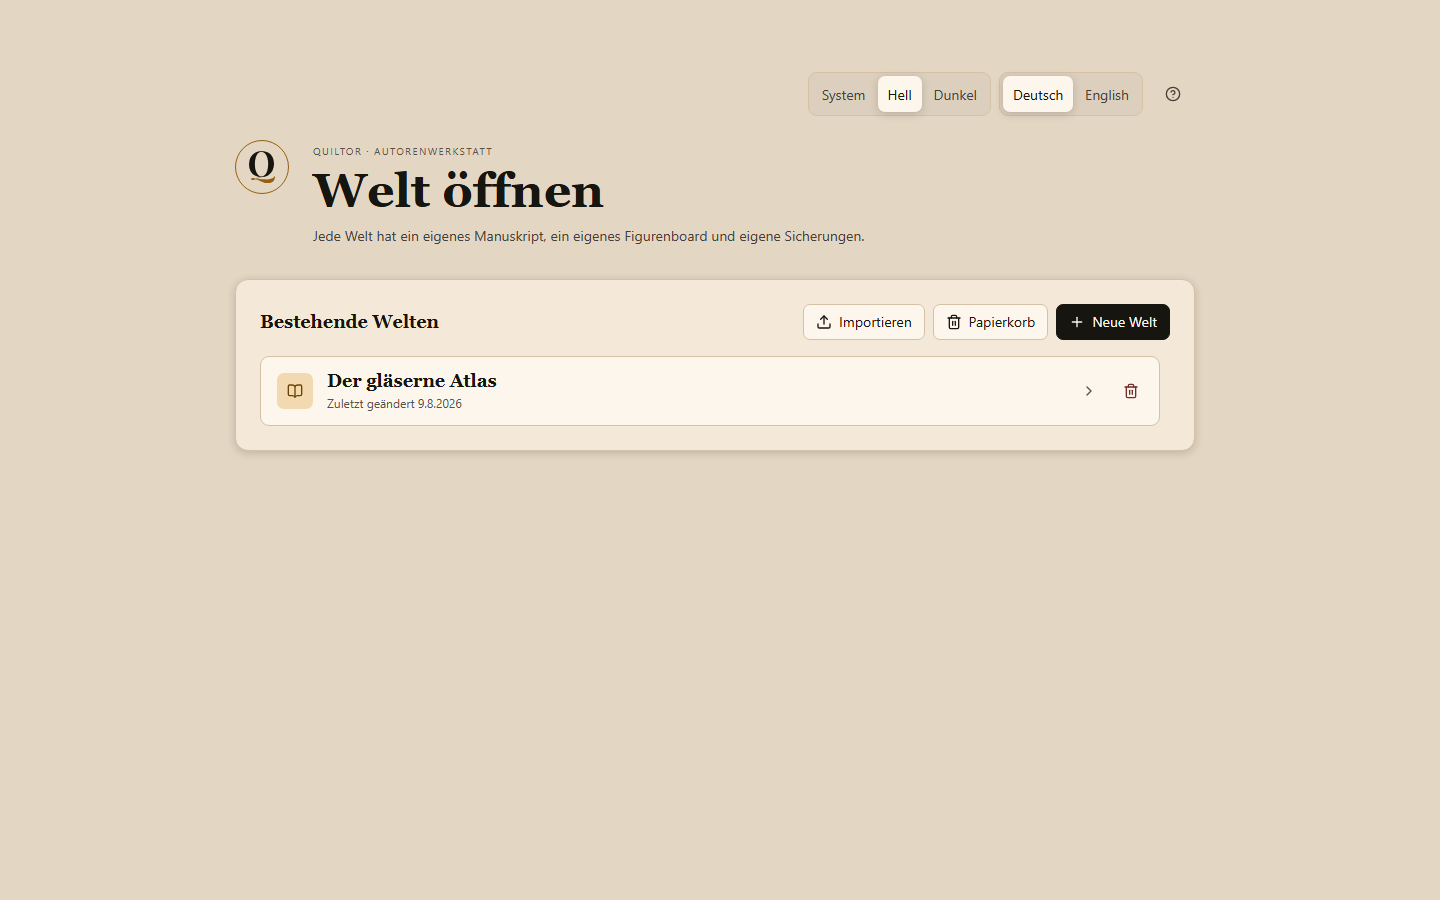 System Hell Dunkel Deutsch English
Q
QUILTOR · AUTORENWERKSTATT
Welt öffnen
Jede Welt hat ein eigenes Manuskript, ein eigenes Figurenboard und eigene Sicherungen.
Bestehende Welten Importieren Papierkorb Neue Welt
Der gläserne Atlas
Zuletzt geändert 9.8.2026